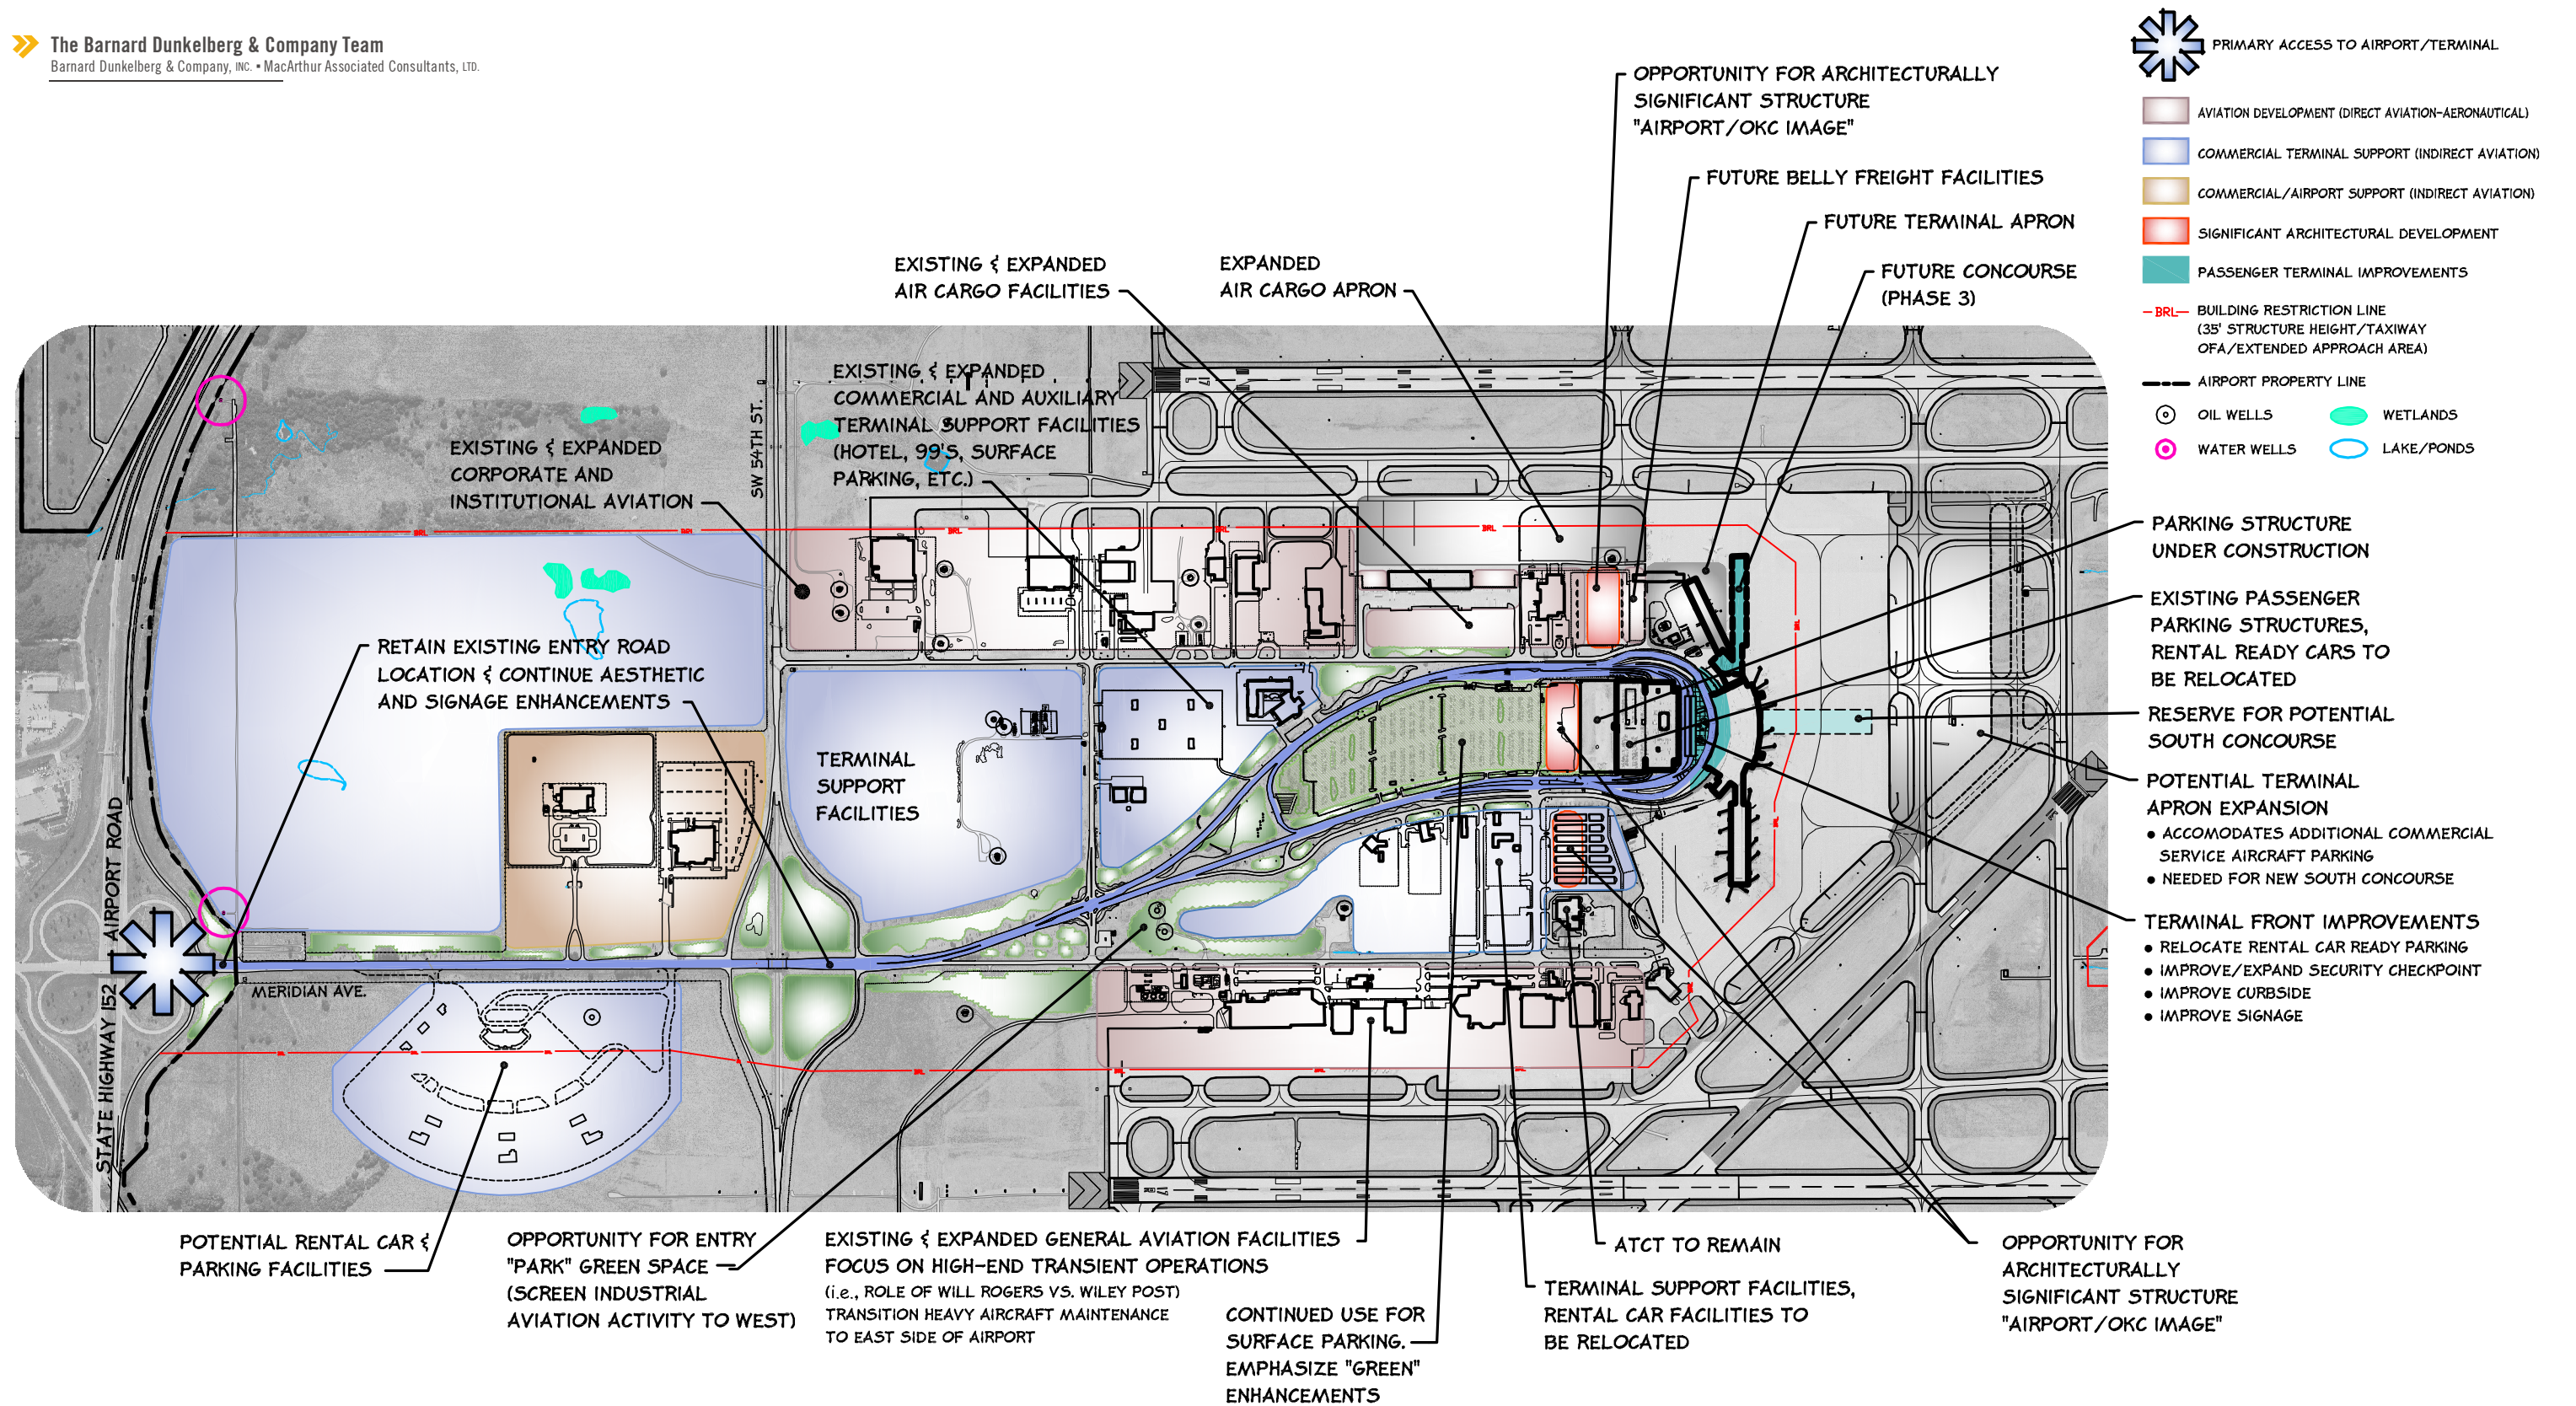 The Barnard Dunkelberg & Company Team
Barnard Dunkelberg & Company, INC. • MacArthur Associated Consultants, LTD.
PRIMARY ACCESS TO AIRPORT/TERMINAL
AVIATION DEVELOPMENT (DIRECT AVIATION-AERONAUTICAL)
COMMERCIAL TERMINAL SUPPORT (INDIRECT AVIATION)
COMMERCIAL/AIRPORT SUPPORT (INDIRECT AVIATION)
SIGNIFICANT ARCHITECTURAL DEVELOPMENT
PASSENGER TERMINAL IMPROVEMENTS
BRL
BUILDING RESTRICTION LINE
(35' STRUCTURE HEIGHT/TAXIWAY
OFA/EXTENDED APPROACH AREA)
AIRPORT PROPERTY LINE
OIL WELLS
WETLANDS
WATER WELLS
LAKE/PONDS
OPPORTUNITY FOR ARCHITECTURALLY
SIGNIFICANT STRUCTURE
"AIRPORT/OKC IMAGE"
FUTURE BELLY FREIGHT FACILITIES
FUTURE TERMINAL APRON
FUTURE CONCOURSE
(PHASE 3)
EXISTING & EXPANDED
AIR CARGO FACILITIES
EXPANDED
AIR CARGO APRON
EXISTING & EXPANDED
COMMERCIAL AND AUXILIARY
TERMINAL SUPPORT FACILITIES
(HOTEL, 99'S, SURFACE
PARKING, ETC.)
SW 54TH ST.
EXISTING & EXPANDED
CORPORATE AND
INSTITUTIONAL AVIATION
BRL
BRL
BRL
BRL
BRL
RETAIN EXISTING ENTRY ROAD
LOCATION & CONTINUE AESTHETIC
AND SIGNAGE ENHANCEMENTS
TERMINAL
SUPPORT
FACILITIES
PARKING STRUCTURE
UNDER CONSTRUCTION
EXISTING PASSENGER
PARKING STRUCTURES,
RENTAL READY CARS TO
BE RELOCATED
RESERVE FOR POTENTIAL
SOUTH CONCOURSE
POTENTIAL TERMINAL
APRON EXPANSION
• ACCOMODATES ADDITIONAL COMMERCIAL
SERVICE AIRCRAFT PARKING
• NEEDED FOR NEW SOUTH CONCOURSE
TERMINAL FRONT IMPROVEMENTS
• RELOCATE RENTAL CAR READY PARKING
• IMPROVE/EXPAND SECURITY CHECKPOINT
• IMPROVE CURBSIDE
• IMPROVE SIGNAGE
STATE HIGHWAY 152 AIRPORT ROAD
MERIDIAN AVE.
POTENTIAL RENTAL CAR &
PARKING FACILITIES
OPPORTUNITY FOR ENTRY
"PARK" GREEN SPACE
(SCREEN INDUSTRIAL
AVIATION ACTIVITY TO WEST)
EXISTING & EXPANDED GENERAL AVIATION FACILITIES
FOCUS ON HIGH-END TRANSIENT OPERATIONS
(i.e., ROLE OF WILL ROGERS VS. WILEY POST)
TRANSITION HEAVY AIRCRAFT MAINTENANCE
TO EAST SIDE OF AIRPORT
CONTINUED USE FOR
SURFACE PARKING.
EMPHASIZE "GREEN"
ENHANCEMENTS
ATCT TO REMAIN
TERMINAL SUPPORT FACILITIES,
RENTAL CAR FACILITIES TO
BE RELOCATED
OPPORTUNITY FOR
ARCHITECTURALLY
SIGNIFICANT STRUCTURE
"AIRPORT/OKC IMAGE"